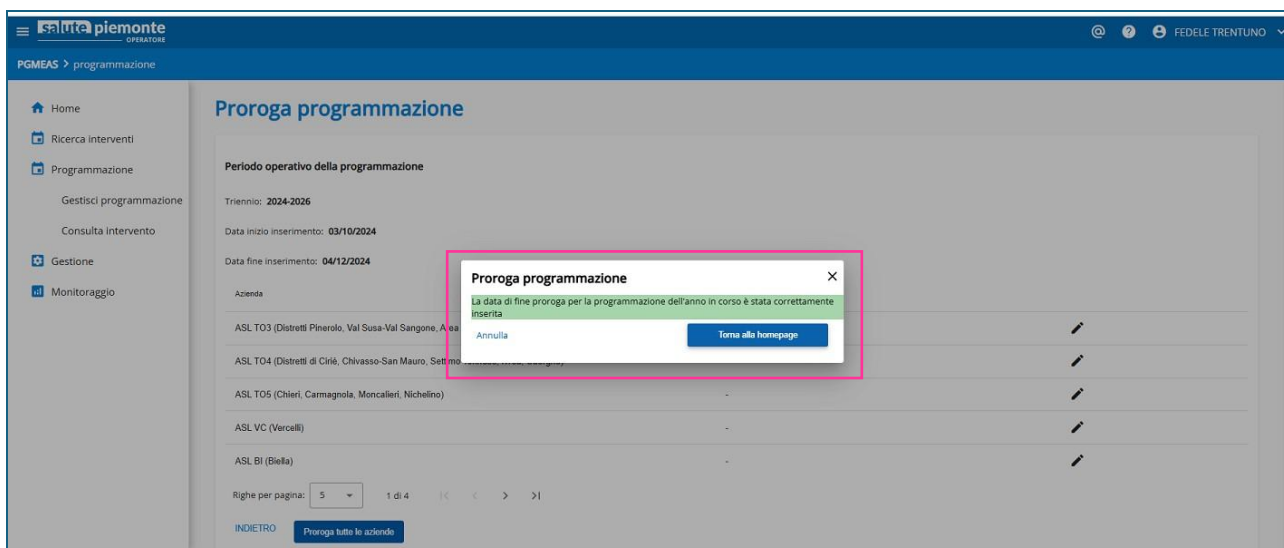 salute piemonte
OPERATORE
@ ? FEDELE TRENTUNO
PGMEAS > programmazione
Home
Ricerca interventi
Programmazione
Gestisci programmazione
Consulta intervento
Gestione
Monitoraggio
Proroga programmazione
Periodo operativo della programmazione
Triennio: 2024-2026
Data inizio inserimento: 03/10/2024
Data fine inserimento: 04/12/2024
Azienda
Proroga programmazione
La data di fine proroga per la programmazione dell'anno in corso è stata correttamente
inserita
Annulla
Torna alla homepage
ASL TO3 (Distretti Pinerolo, Val Susa-Val Sangone, Area
ASL TO4 (Distretti di Ciriè, Chivasso-San Mauro, Settimo
ASL TO5 (Chieri, Carmagnola, Moncalieri, Nichelino) -
ASL VC (Vercelli) -
ASL BI (Biella) -
Righe per pagina: 5 1 di 4
INDIETRO Proroga tutte le aziende